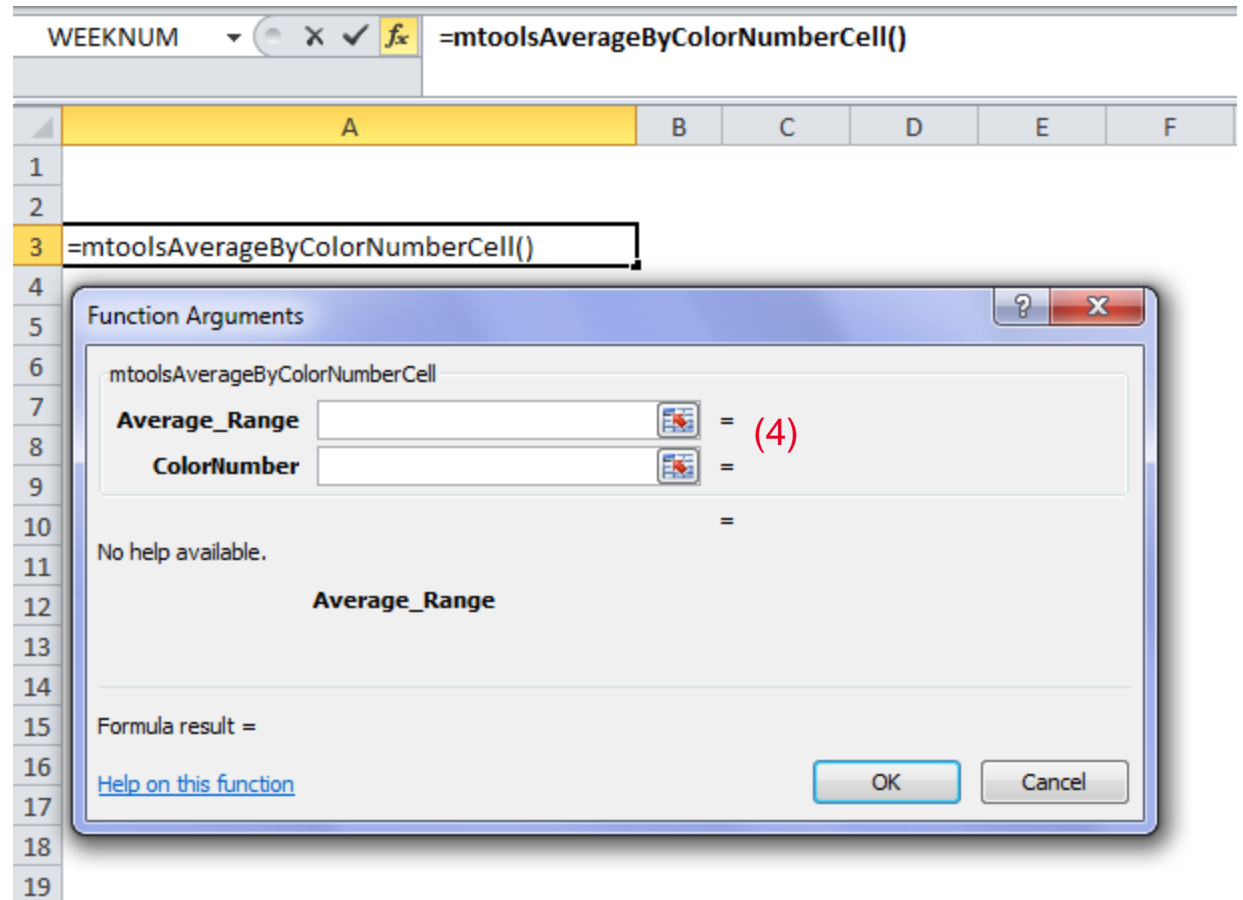 WEEKNUM fx =mtoolsAverageByColorNumberCell()
A B C D E F
1
2
3 =mtoolsAverageByColorNumberCell()
4
Function Arguments ? X
5
6
mtoolsAverageByColorNumberCell
7
Average_Range = (4)
8
ColorNumber =
9
10 =
No help available.
11
12 Average_Range
13
14
15 Formula result =
16
Help on this function OK Cancel
17
18
19